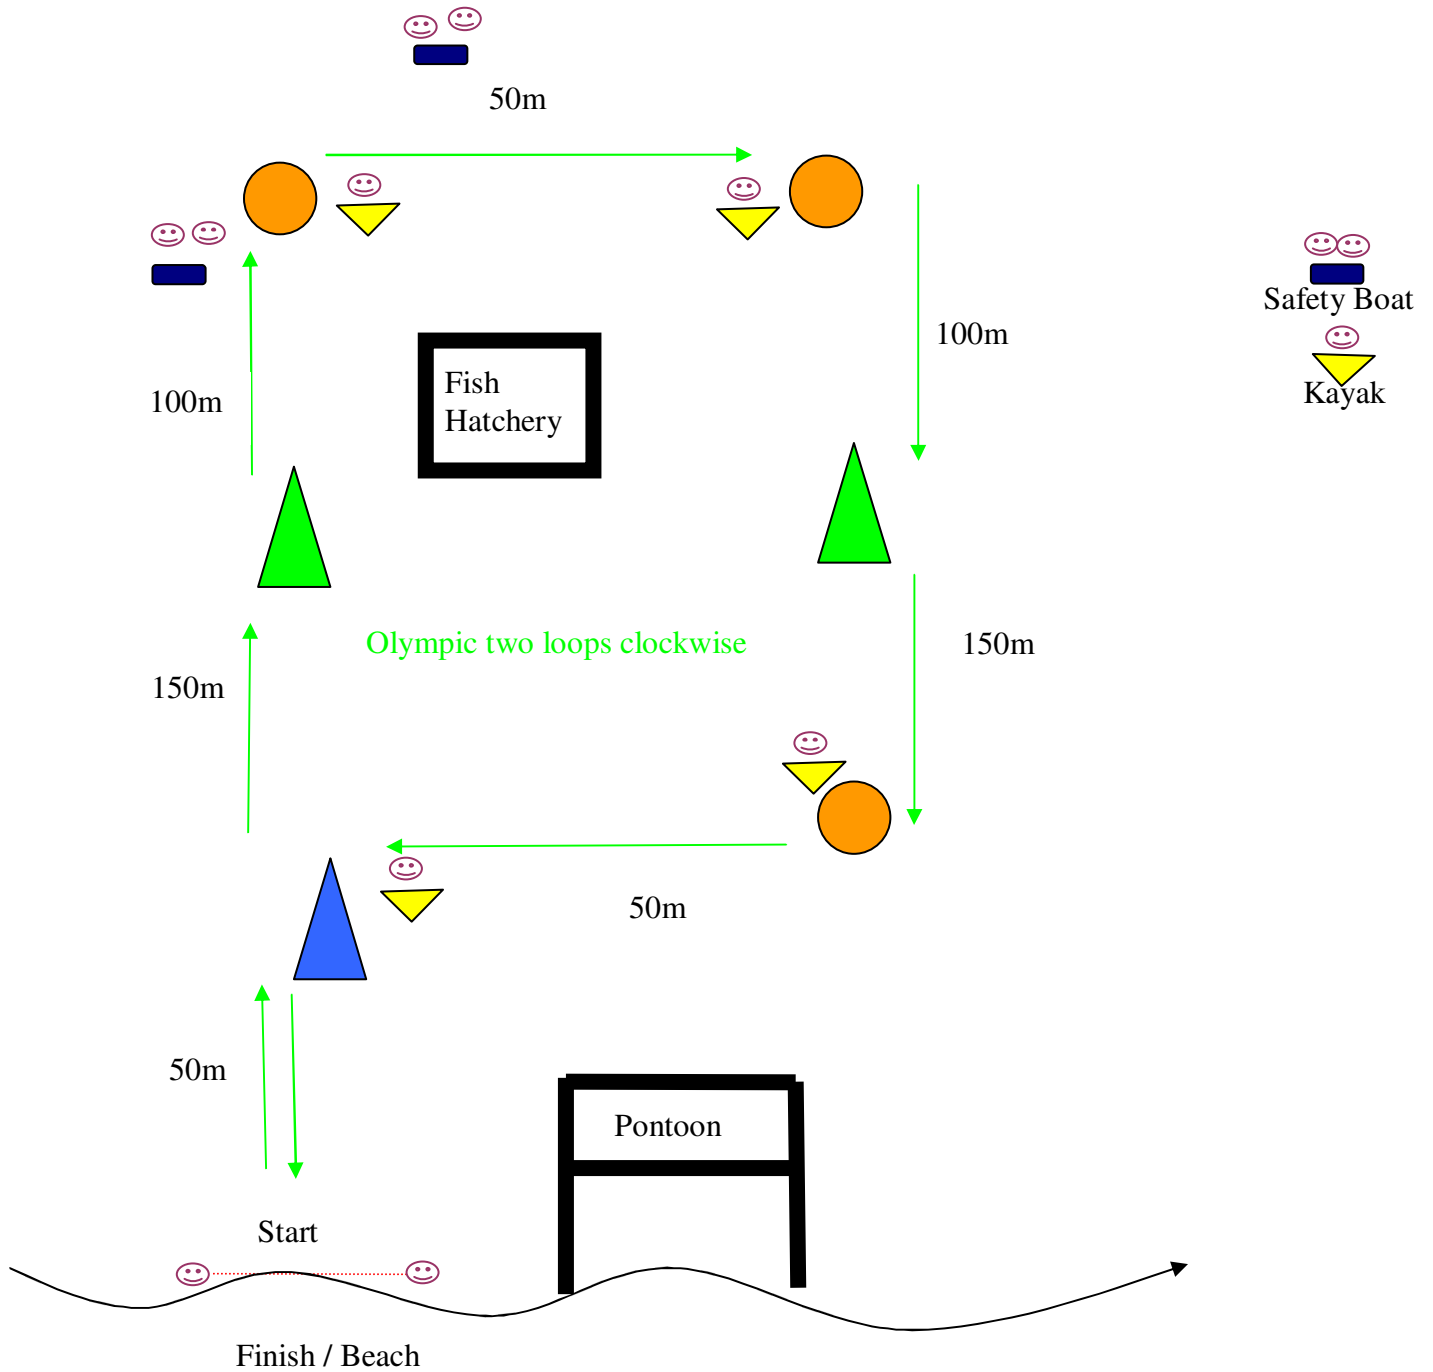 50m
Safety Boat
100m
Fish
Hatchery
100m
Kayak
Olympic two loops clockwise
150m
150m
50m
50m
Pontoon
Start
Finish / Beach